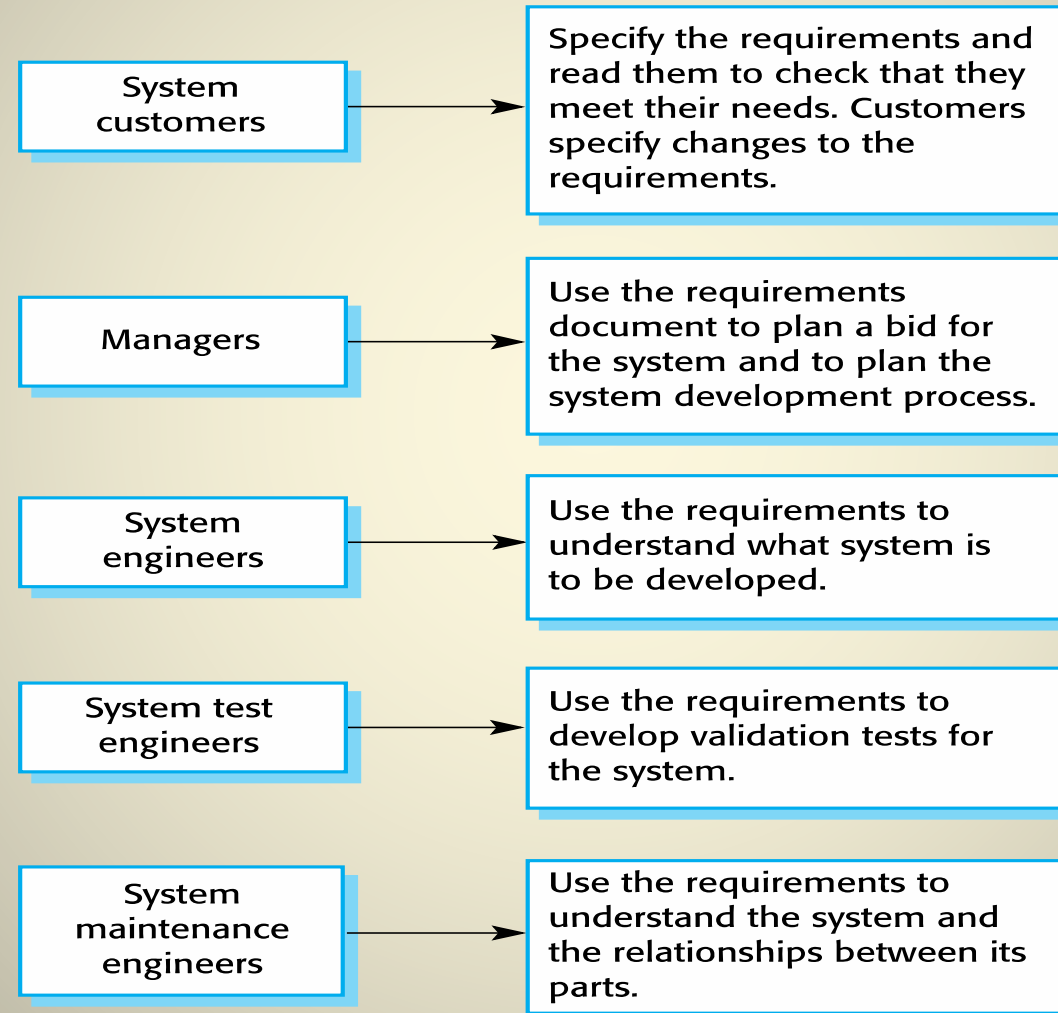 System
customers
Specify the requirements and
read them to check that they
meet their needs. Customers
specify changes to the
requirements.
Managers
Use the requirements
document to plan a bid for
the system and to plan the
system development process.
System
engineers
Use the requirements to
understand what system is
to be developed.
System test
engineers
Use the requirements to
develop validation tests for
the system.
System
maintenance
engineers
Use the requirements to
understand the system and
the relationships between its
parts.